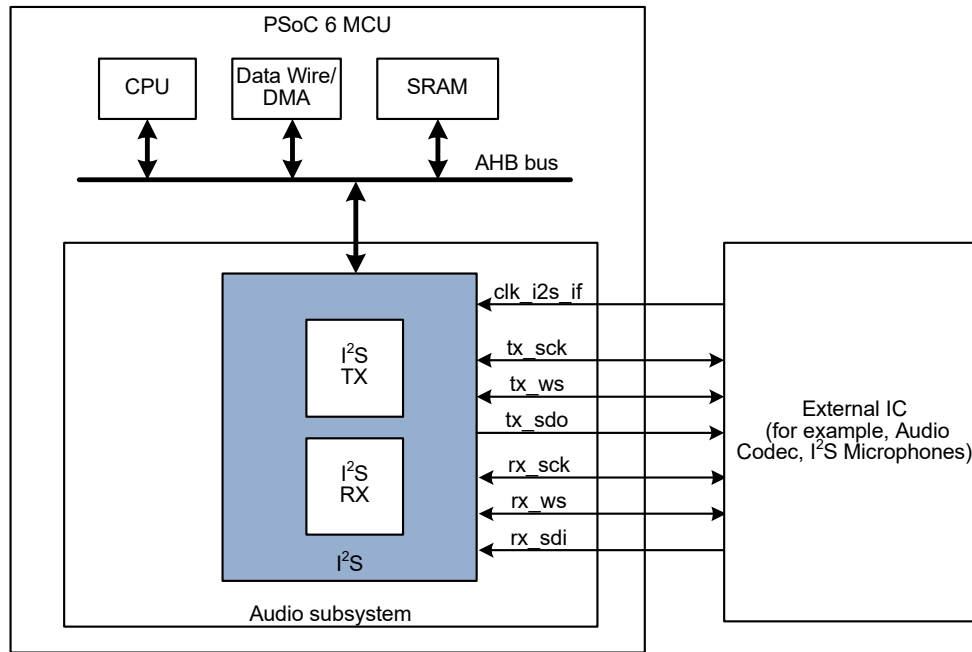 PSoC 6 MCU
CPU
Data Wire/
DMA
SRAM
AHB bus
clk_i2s_if
I²S
TX
tx_sck
tx_ws
tx_sdo
I²S
RX
rx_sck
rx_ws
rx_sdi
I²S
Audio subsystem
External IC
(for example, Audio
Codec, I²S Microphones)